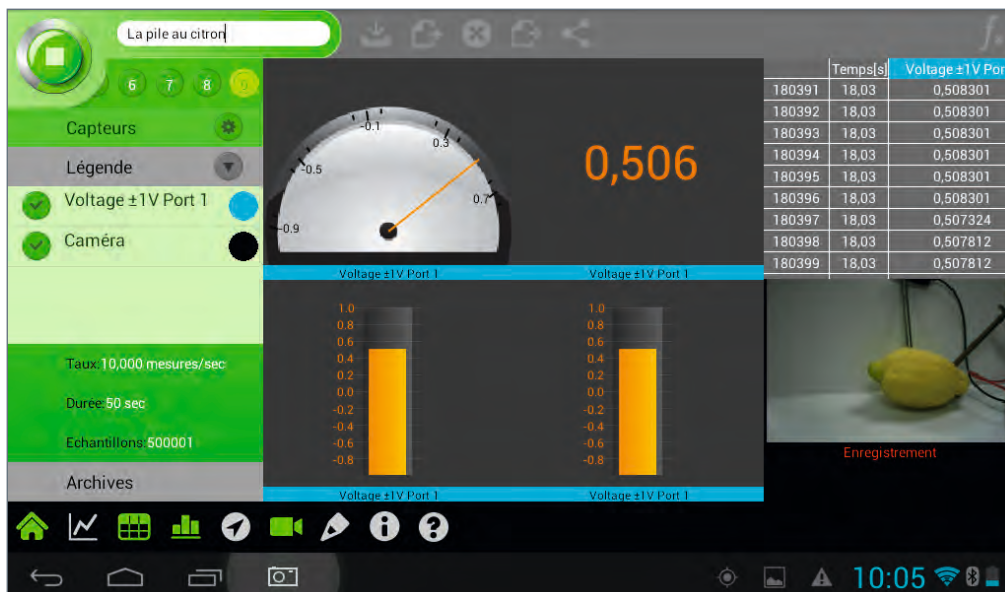 La pile au citron
6 7 8 9
Capteurs
Légende
Voltage ±1V Port 1
Caméra
Taux:10,000 mesures/sec
Durée:50 sec
Echantillons:500001
Archives
-0.9 -0.5 -0.1 0.3 0.7
Voltage ±1V Port 1
0,506
Voltage ±1V Port 1
1.0
0.8
0.6
0.4
0.2
0.0
-0.2
-0.4
-0.6
-0.8
Voltage ±1V Port 1
1.0
0.8
0.6
0.4
0.2
0.0
-0.2
-0.4
-0.6
-0.8
Voltage ±1V Port 1
Temps[s] Voltage ±1V Por
180391 18,03 0,508301
180392 18,03 0,508301
180393 18,03 0,508301
180394 18,03 0,508301
180395 18,03 0,508301
180396 18,03 0,508301
180397 18,03 0,507324
180398 18,03 0,507812
180399 18,03 0,507812
Enregistrement
10:05